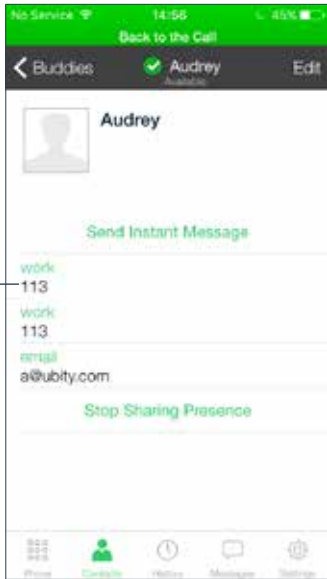 No Service 14:56 45%
Back to the Call
Buddies Audrey Edit
Available
Audrey
Send Instant Message
work
113
work
113
email
a@ubity.com
Stop Sharing Presence
Phone Contacts History Messages Settings